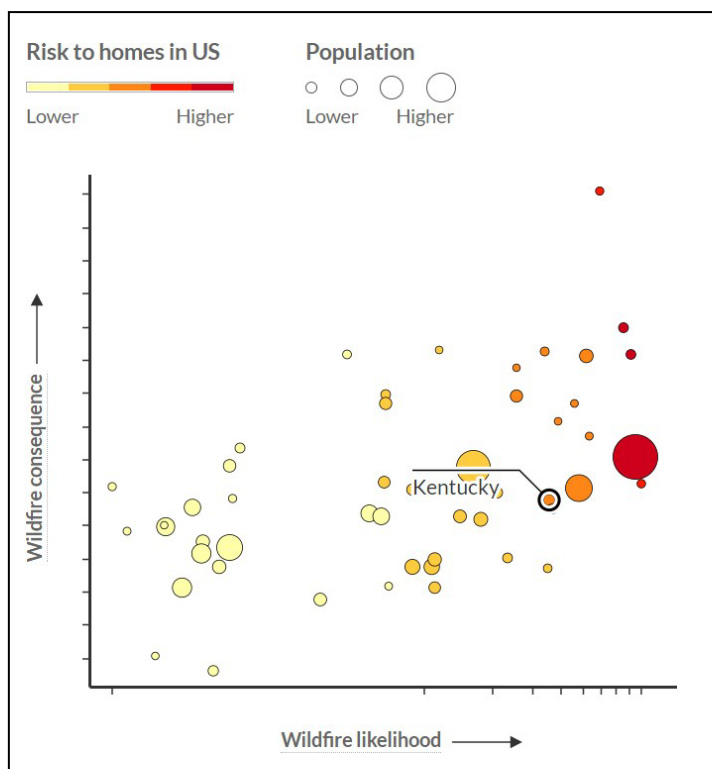 Risk to homes in US
Lower Higher
Population
Lower Higher
Wildfire consequence
Kentucky
Wildfire likelihood